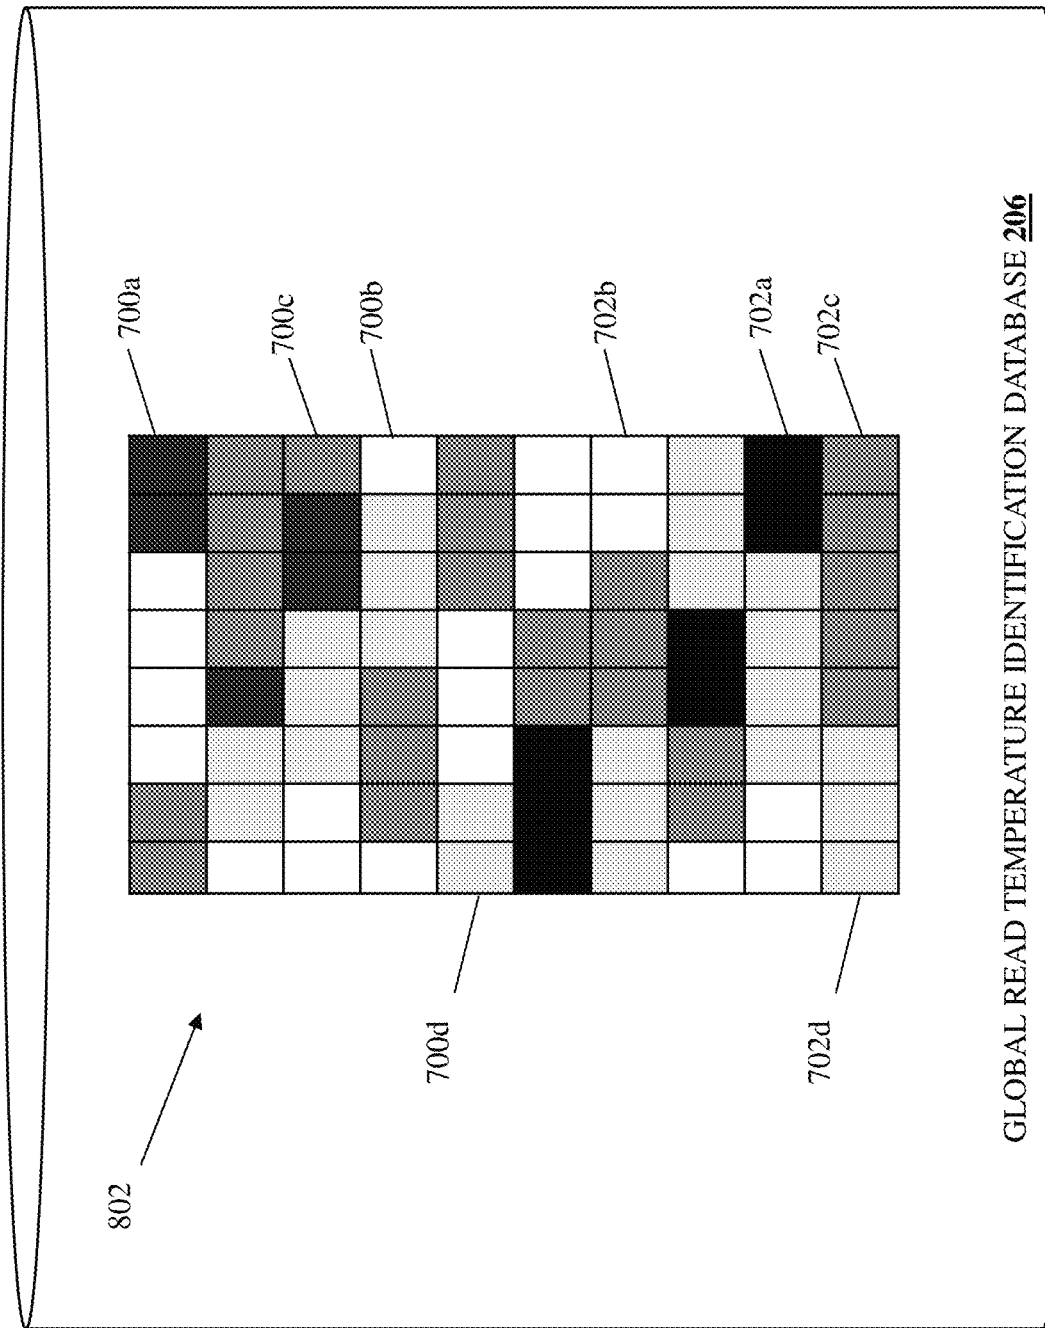 802
700a
700c
700b
700d
702b
702a
702d
702c
GLOBAL READ TEMPERATURE IDENTIFICATION DATABASE 206